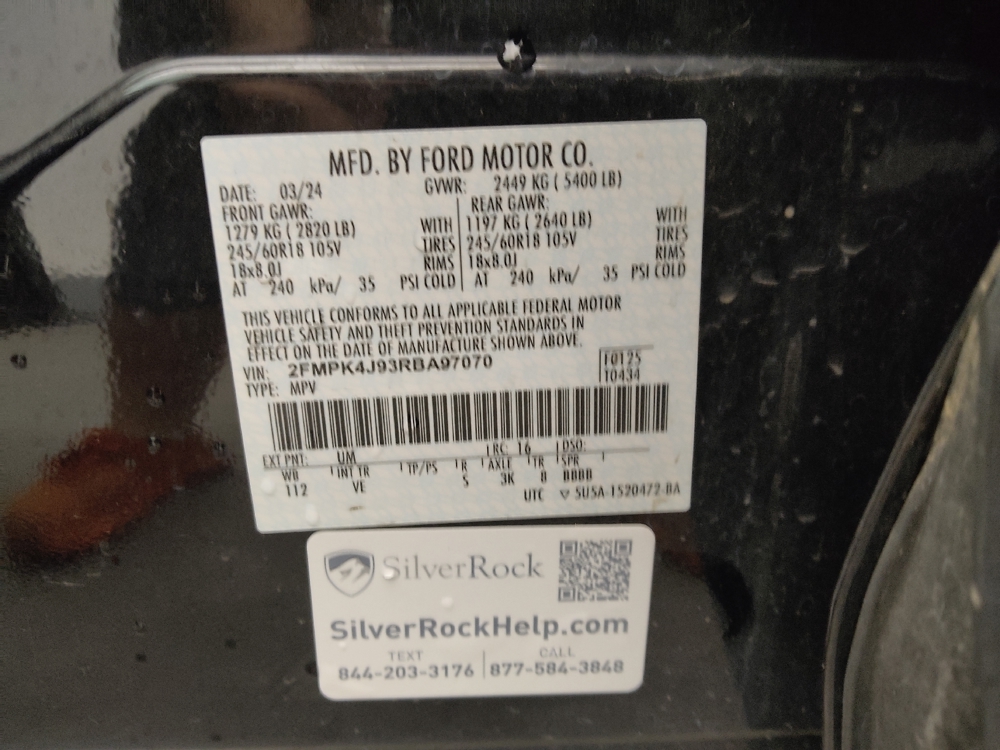 MFD. BY FORD MOTOR CO.
DATE: 03/24 GVWR: 2449 KG ( 5400 LB)
FRONT GAWR: REAR GAWR:
1279 KG ( 2820 LB) WITH 1197 KG ( 2640 LB) WITH
245/60R18 105V TIRES 245/60R18 105V TIRES
18x8.0J RIMS 18x8.0J RIMS
AT 240 kPa/ 35 PSI COLD AT 240 kPa/ 35 PSI COLD
THIS VEHICLE CONFORMS TO ALL APPLICABLE FEDERAL MOTOR
VEHICLE SAFETY AND THEFT PREVENTION STANDARDS IN
EFFECT ON THE DATE OF MANUFACTURE SHOWN ABOVE.
VIN: 2FMPK4J93RBA97070 F0125
TYPE: MPV T0434
EXT PNT: UM RC: 16 DSO:
WB INT TR TP/PS R AXLE TR SPR
112 VE S 3K 8 BBBB
UTC ▽ 5U5A-1520472-BA
SilverRock
SilverRockHelp.com
TEXT CALL
844-203-3176 877-584-3848